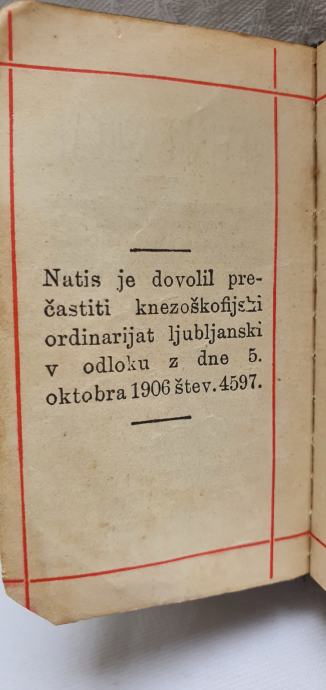 Natis je dovolil pre-
častiti knezoškofijski
ordinarijat ljubljanski
v odloku z dne 5.
oktobra 1906 štev. 4597.